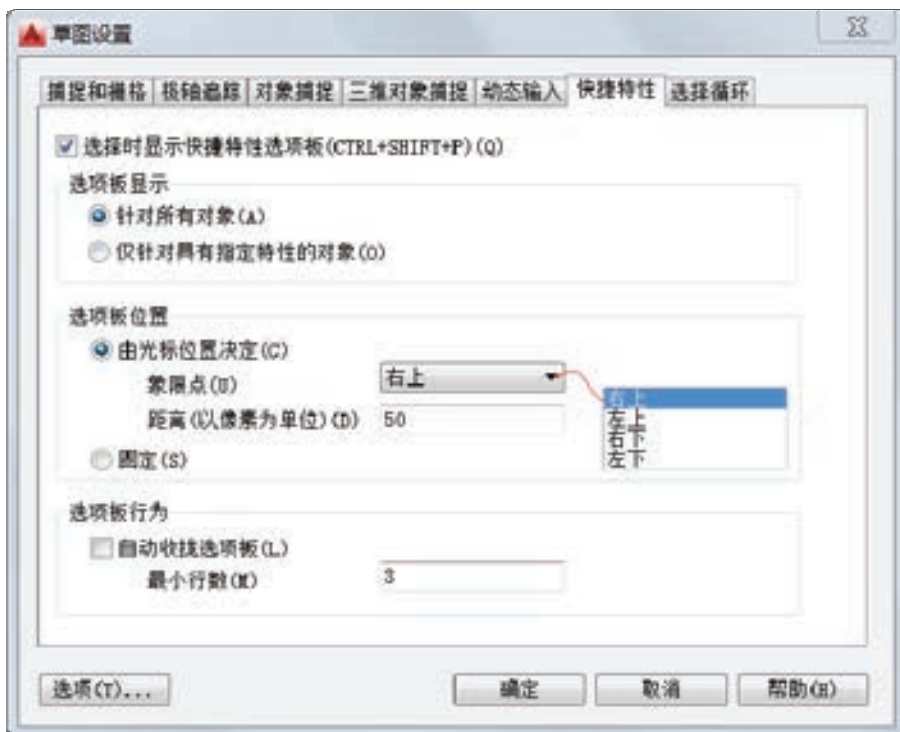 草图设置
捕捉和栅格 极轴追踪 对象捕捉 三维对象捕捉 动态输入 快捷特性 选择循环
选择时显示快捷特性选项板(CTRL+SHIFT+P)(Q)
选项板显示
针对所有对象(A)
仅针对具有指定特性的对象(O)
选项板位置
由光标位置决定(C)
象限点(U) 右上
右上
左上
右下
左下
距离(以像素为单位)(D) 50
固定(S)
选项板行为
自动收拢选项板(L)
最小行数(M) 3
选项(T)... 确定 取消 帮助(H)